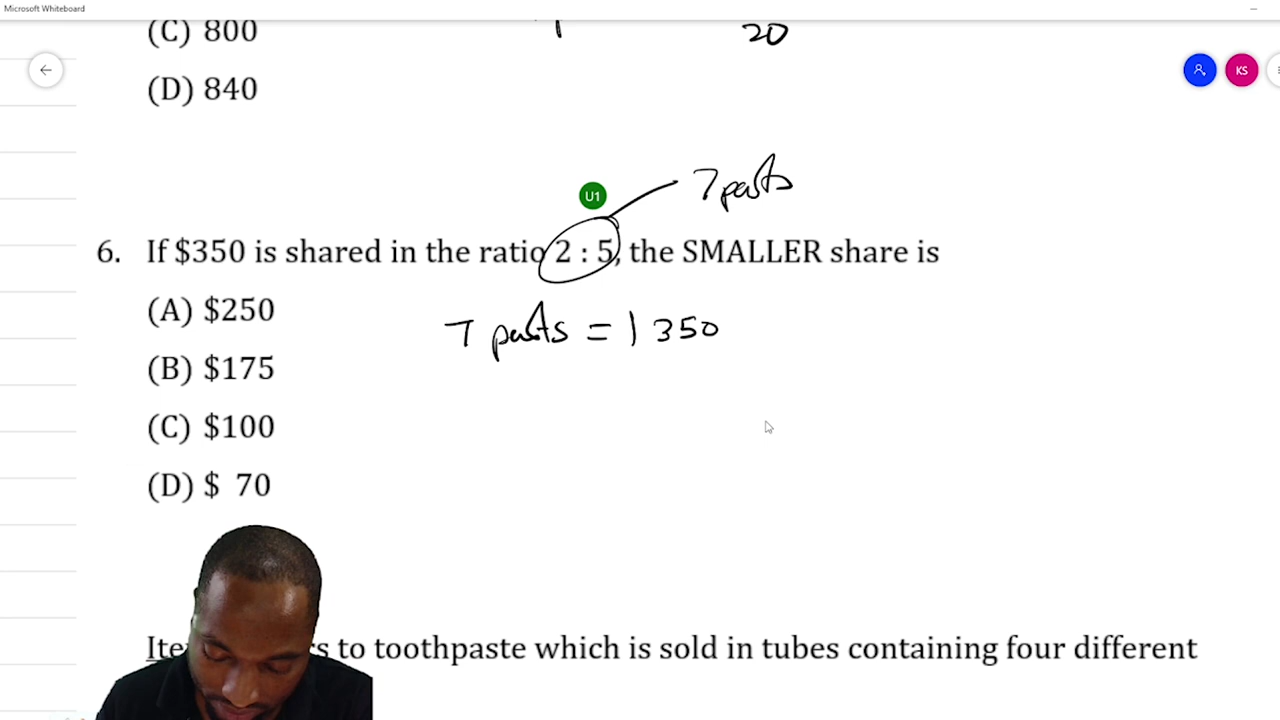 Microsoft Whiteboard
(C) 800
20
KS
(D) 840
7 parts
U1
6. If $350 is shared in the ratio 2 : 5, the SMALLER share is
(A) $250
7 parts = | 350
(B) $175
(C) $100
(D) $ 70
to toothpaste which is sold in tubes containing four different